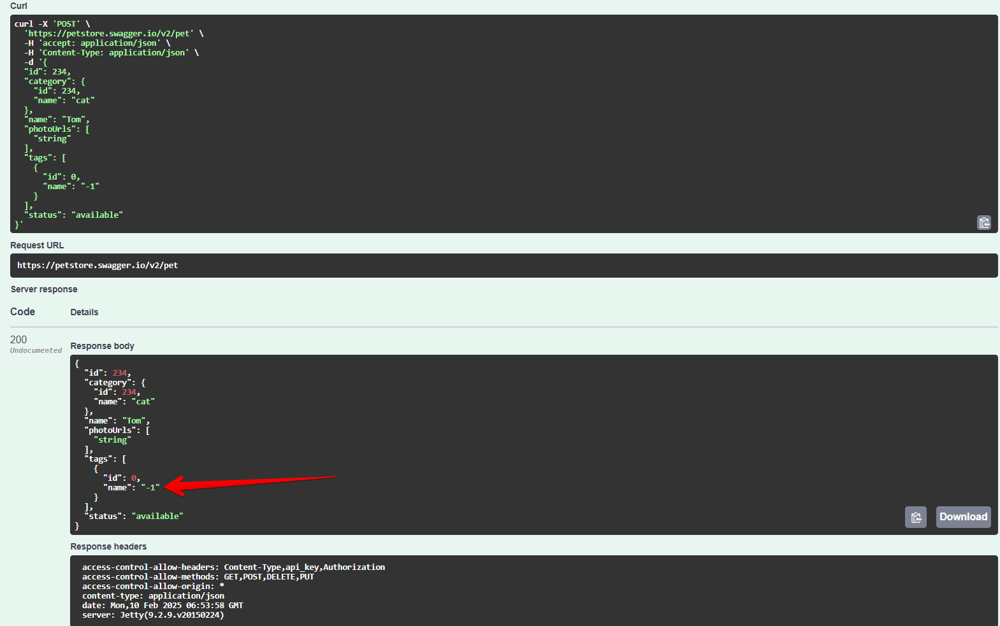 Curl
curl -X 'POST' \
'https://petstore.swagger.io/v2/pet' \
-H 'accept: application/json' \
-H 'Content-Type: application/json' \
-d '{
"id": 234,
"category": {
"id": 234,
"name": "cat"
},
"name": "Tom",
"photoUrls": [
"string"
],
"tags": [
{
"id": 0,
"name": "-1"
}
],
"status": "available"
}'
Request URL
https://petstore.swagger.io/v2/pet
Server response
Code Details
200
Undocumented
Response body
{
"id": 234,
"category": {
"id": 234,
"name": "cat"
},
"name": "Tom",
"photoUrls": [
"string"
],
"tags": [
{
"id": 0,
"name": "-1"
}
],
"status": "available"
}
Download
Response headers
access-control-allow-headers: Content-Type,api_key,Authorization
access-control-allow-methods: GET,POST,DELETE,PUT
access-control-allow-origin: *
content-type: application/json
date: Mon,10 Feb 2025 06:53:58 GMT
server: Jetty(9.2.9.v20150224)